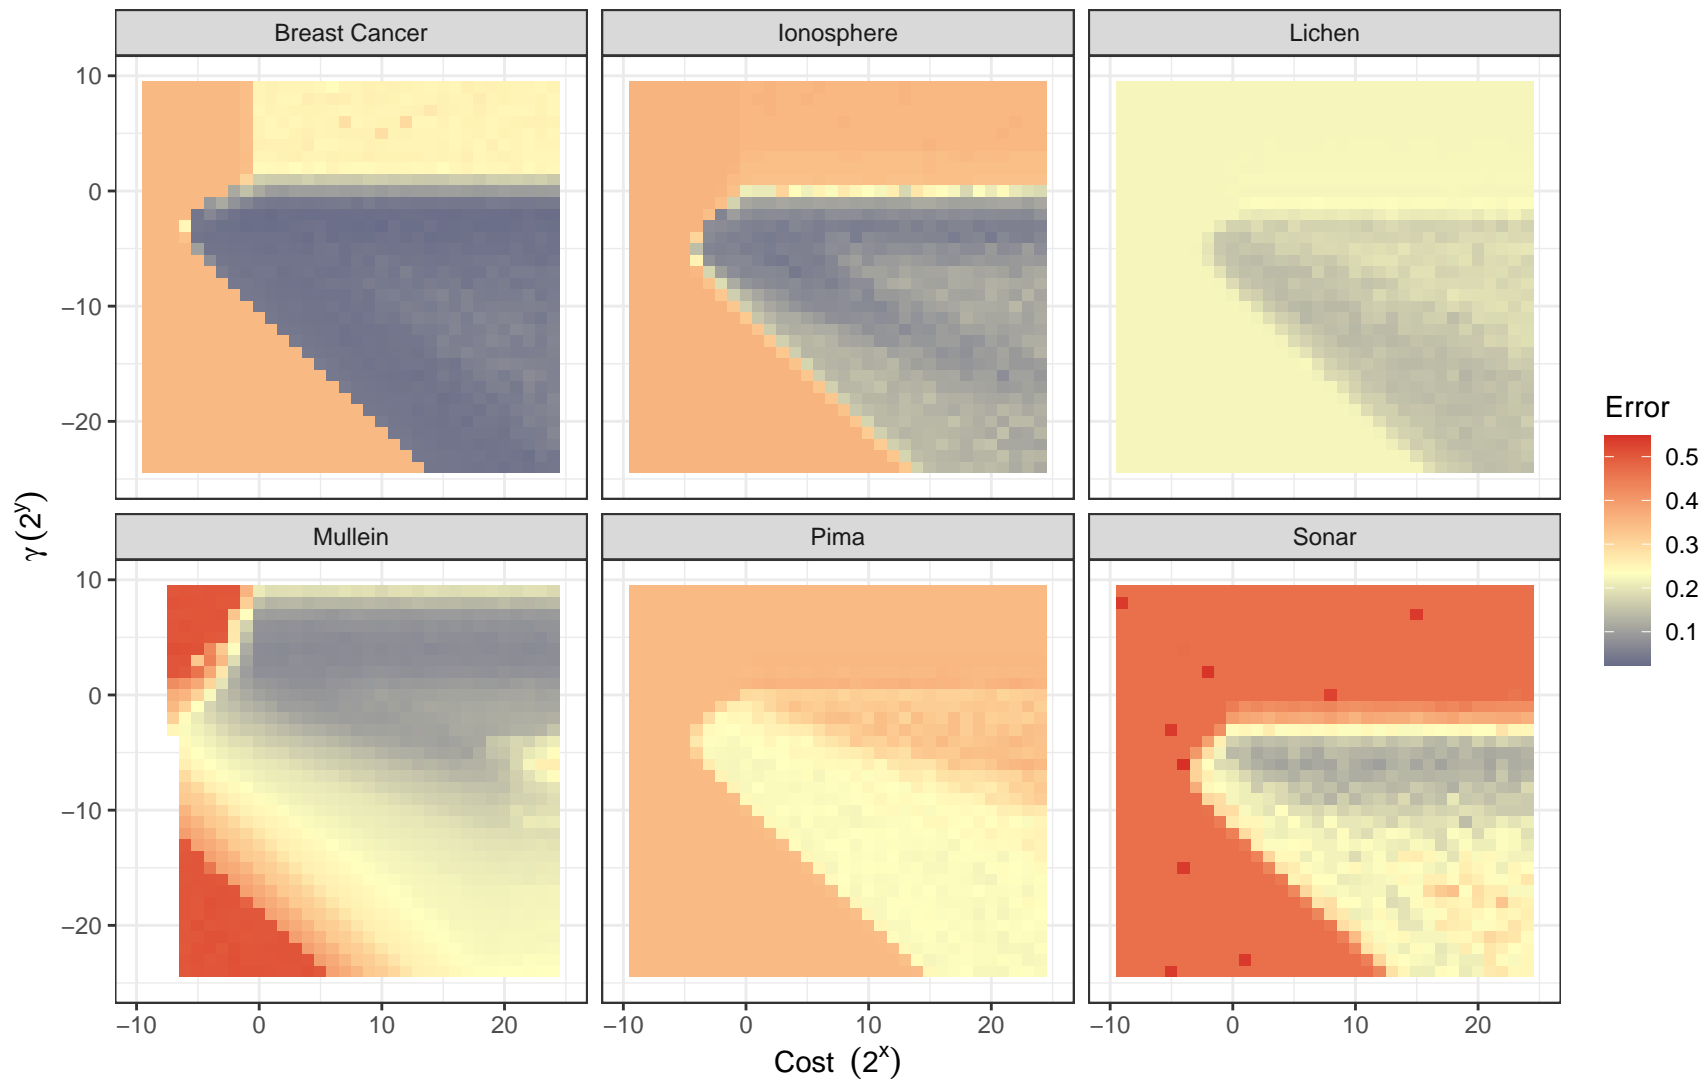 Breast Cancer Ionosphere Lichen
10
0
−10
−20
Mullein Pima Sonar
10
0
−10
−20
−10 0 10 20 −10 0 10 20 −10 0 10 20
Cost (2^x)
γ (2^y)
Error
0.5
0.4
0.3
0.2
0.1